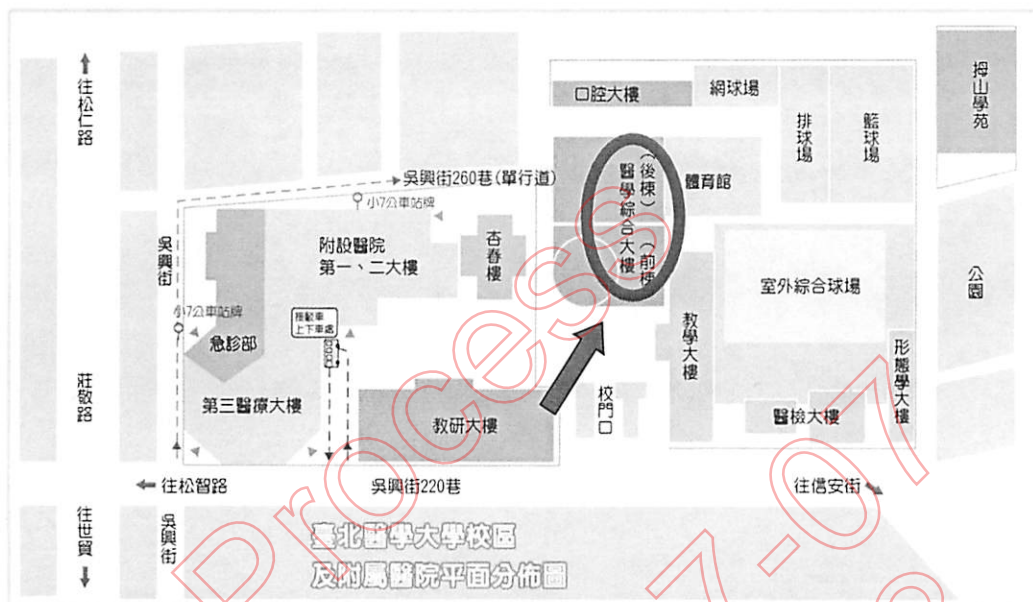 往松仁路
吳興街
莊敬路
往世貿
吳興街
吳興街260巷(單行道)
小7公車站牌
附設醫院
第一、二大樓
杏春樓
小7公車站牌
急診部
接駁車
上下車處
第三醫療大樓
教研大樓
往松智路
吳興街220巷
往信安街
口腔大樓
網球場
排球場
籃球場
拇山學苑
(後棟)
醫學綜合大樓
(前棟)
體育館
室外綜合球場
教學大樓
校門口
醫檢大樓
形態學大樓
公園
臺北醫學大學校區
及附屬醫院平面分佈圖
Process
7-07